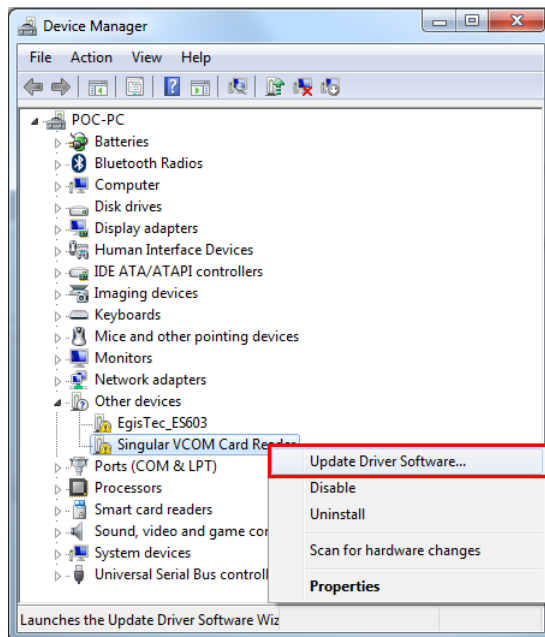 Device Manager
File Action View Help
POC-PC
Batteries
Bluetooth Radios
Computer
Disk drives
Display adapters
Human Interface Devices
IDE ATA/ATAPI controllers
Imaging devices
Keyboards
Mice and other pointing devices
Monitors
Network adapters
Other devices
EgisTec_ES603
Singular VCOM Card Reader
Update Driver Software...
Ports (COM & LPT)
Processors
Disable
Smart card readers
Uninstall
Sound, video and game cor
System devices
Scan for hardware changes
Universal Serial Bus controll
Properties
Launches the Update Driver Software Wiz